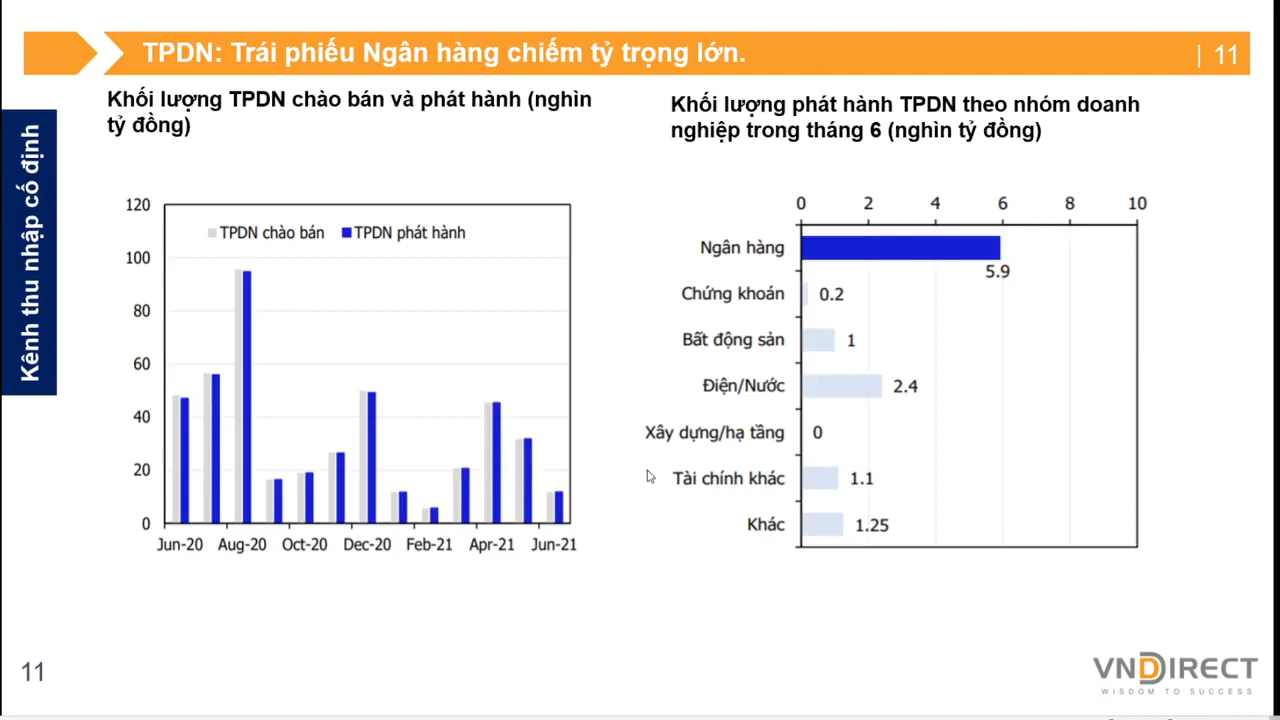 TPDN: Trái phiếu Ngân hàng chiếm tỷ trọng lớn.
| 11
Kênh thu nhập cố định
Khối lượng TPDN chào bán và phát hành (nghìn
tỷ đồng)
120
100
80
60
40
20
0
TPDN chào bán
TPDN phát hành
Jun-20 Aug-20 Oct-20 Dec-20 Feb-21 Apr-21 Jun-21
Khối lượng phát hành TPDN theo nhóm doanh
nghiệp trong tháng 6 (nghìn tỷ đồng)
0 2 4 6 8 10
Ngân hàng 5.9
Chứng khoán 0.2
Bất động sản 1
Điện/Nước 2.4
Xây dựng/hạ tầng 0
Tài chính khác 1.1
Khác 1.25
11
VNDIRECT
WISDOM TO SUCCESS